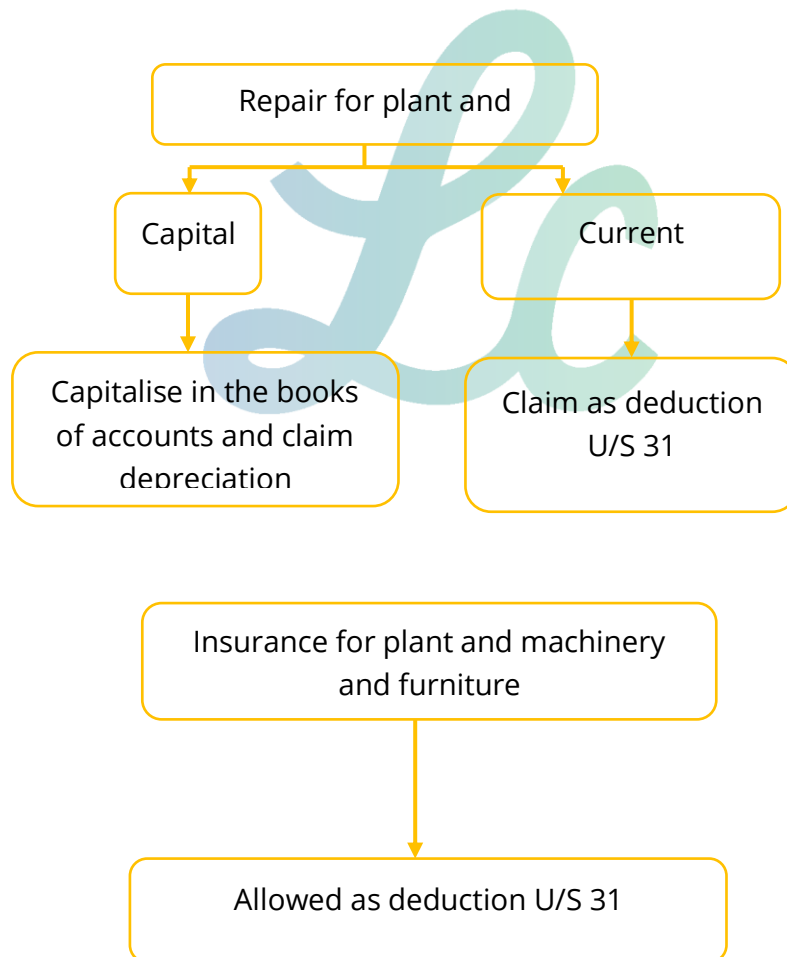 Repair for plant and
Capital
Current
Capitalise in the books
of accounts and claim
depreciation
Claim as deduction
U/S 31
Insurance for plant and machinery
and furniture
Allowed as deduction U/S 31